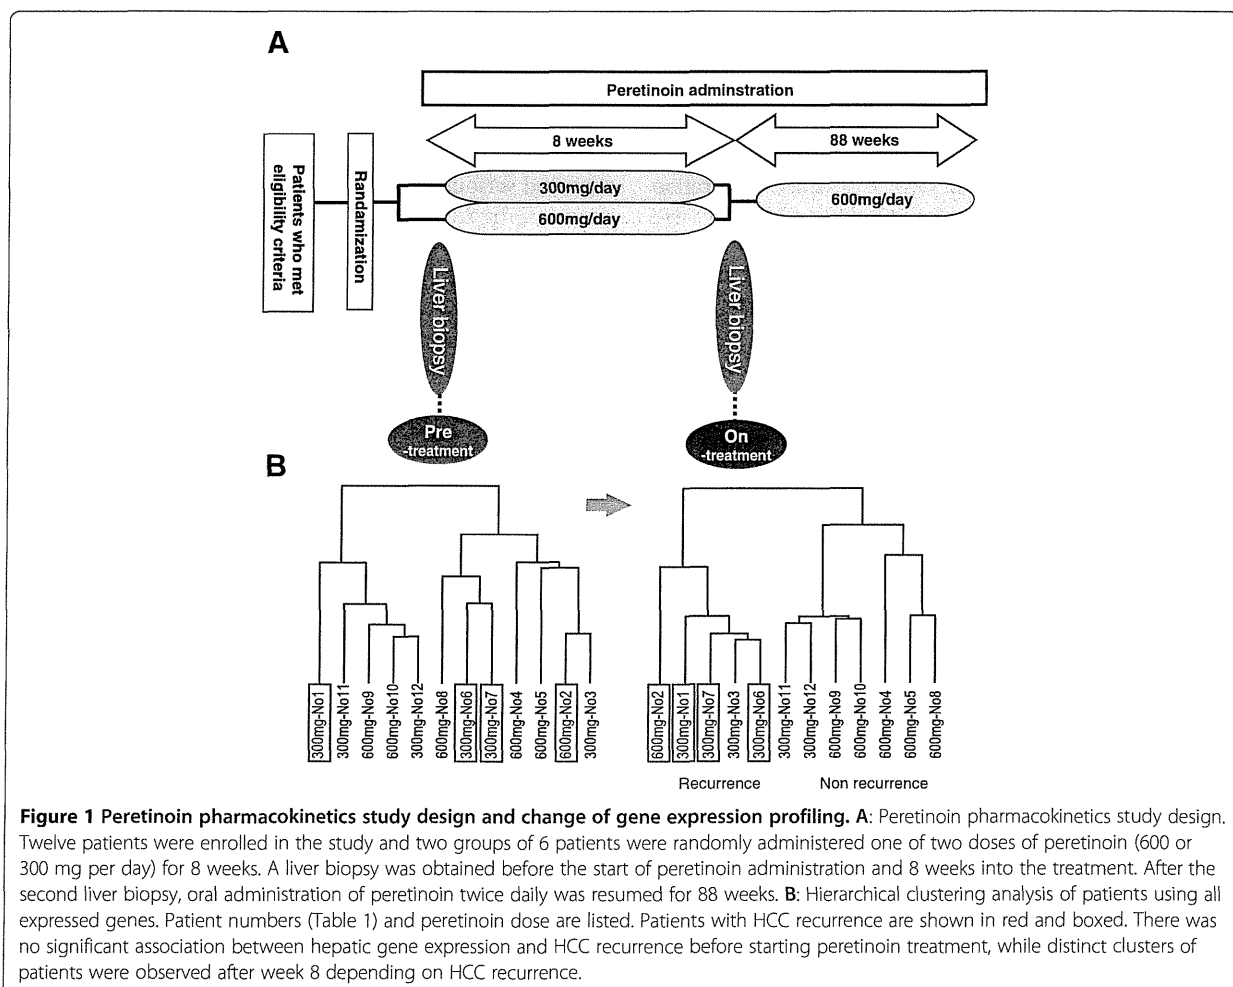 A
Peretinoin adminstration
8 weeks
88 weeks
Patients who met
eligibility criteria
Randamization
300mg/day
600mg/day
600mg/day
Liver biopsy
Liver biopsy
Pre
-treatment
On
-treatment
B
300mg-No1
300mg-No11
600mg-No9
600mg-No10
300mg-No12
600mg-No8
300mg-No6
300mg-No7
600mg-No4
600mg-No5
600mg-No2
300mg-No3
600mg-No2
300mg-No1
300mg-No7
300mg-No3
300mg-No6
300mg-No11
300mg-No12
600mg-No9
600mg-No10
600mg-No4
600mg-No5
600mg-No8
Recurrence
Non recurrence
Figure 1 Peretinoin pharmacokinetics study design and change of gene expression profiling. A: Peretinoin pharmacokinetics study design.
Twelve patients were enrolled in the study and two groups of 6 patients were randomly administered one of two doses of peretinoin (600 or
300 mg per day) for 8 weeks. A liver biopsy was obtained before the start of peretinoin administration and 8 weeks into the treatment. After the
second liver biopsy, oral administration of peretinoin twice daily was resumed for 88 weeks. B: Hierarchical clustering analysis of patients using all
expressed genes. Patient numbers (Table 1) and peretinoin dose are listed. Patients with HCC recurrence are shown in red and boxed. There was
no significant association between hepatic gene expression and HCC recurrence before starting peretinoin treatment, while distinct clusters of
patients were observed after week 8 depending on HCC recurrence.